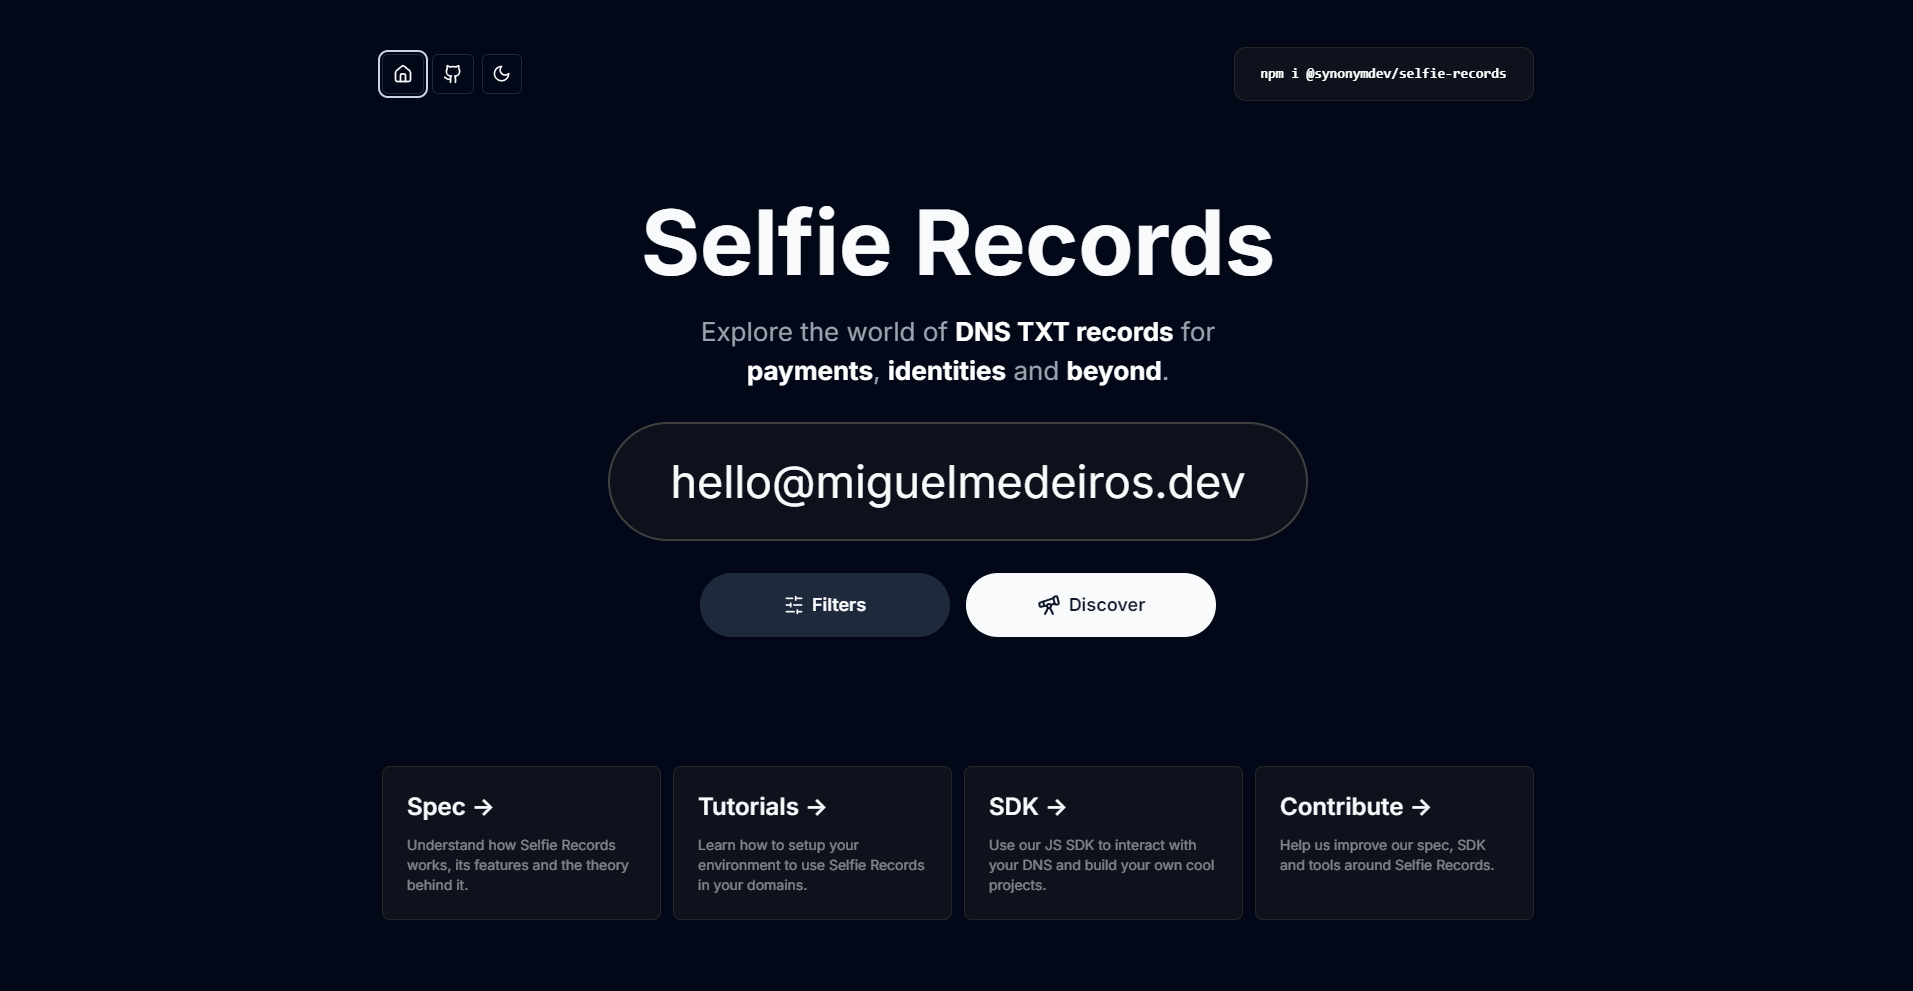 npm i @synonymdev/selfie-records
Selfie Records
Explore the world of DNS TXT records for
payments, identities and beyond.
hello@miguelmedeiros.dev
Filters
Discover
Spec →
Understand how Selfie Records
works, its features and the theory
behind it.
Tutorials →
Learn how to setup your
environment to use Selfie Records
in your domains.
SDK →
Use our JS SDK to interact with
your DNS and build your own cool
projects.
Contribute →
Help us improve our spec, SDK
and tools around Selfie Records.